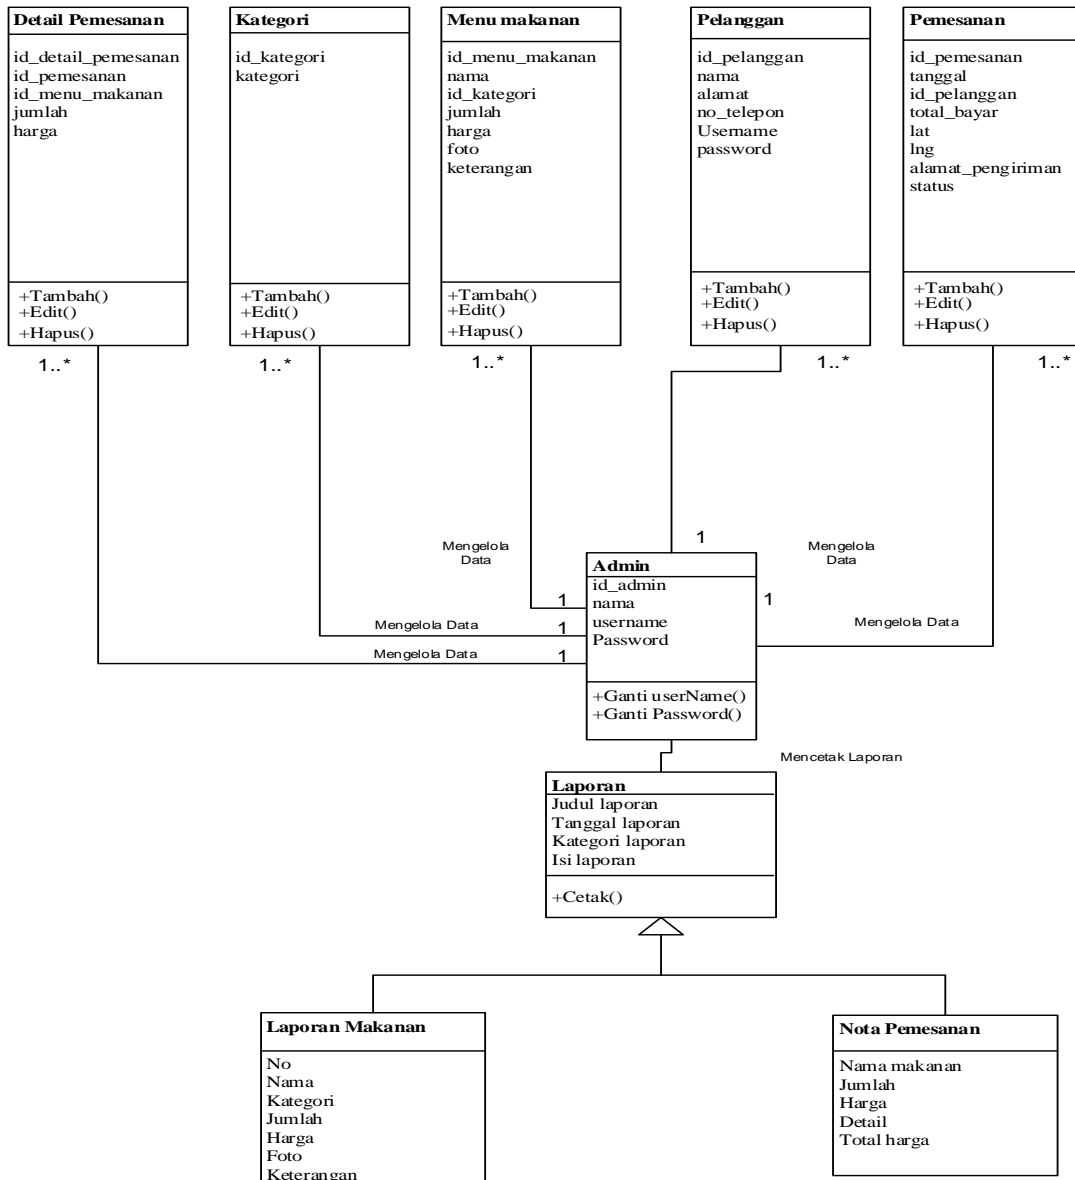 Detail Pemesanan
id_detail_pemesanan
id_pemesanan
id_menu_makanan
jumlah
harga
+Tambah()
+Edit()
+Hapus()
1..*
Kategori
id_kategori
kategori
+Tambah()
+Edit()
+Hapus()
1..*
Menu makanan
id_menu_makanan
nama
id_kategori
jumlah
harga
foto
keterangan
+Tambah()
+Edit()
+Hapus()
1..*
Pelanggan
id_pelanggan
nama
alamat
no_telepon
Username
password
+Tambah()
+Edit()
+Hapus()
1..*
Pemesanan
id_pemesanan
tanggal
id_pelanggan
total_bayar
lat
lng
alamat_pengiriman
status
+Tambah()
+Edit()
+Hapus()
1..*
Mengelola
Data
1
Mengelola
Data
1
Mengelola Data
1
Mengelola Data
1
1
Mengelola Data
Admin
id_admin
nama
username
Password
+Ganti userName()
+Ganti Password()
Mencetak Laporan
Laporan
Judul laporan
Tanggal laporan
Kategori laporan
Isi laporan
+Cetak()
Laporan Makanan
No
Nama
Kategori
Jumlah
Harga
Foto
Keterangan
Nota Pemesanan
Nama makanan
Jumlah
Harga
Detail
Total harga